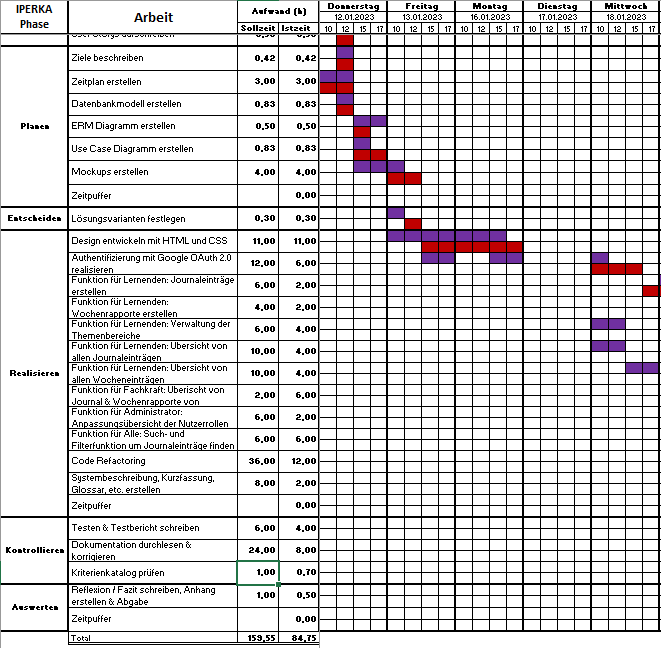 IPERKA Phase Arbeit Aufwand (h) Donnerstag Freitag Montag Dienstag Mittwoch
12.01.2023 13.01.2023 16.01.2023 17.01.2023 18.01.2023
Sollzeit Istzeit 10 12 15 17 10 12 15 17 10 12 15 17 10 12 15 17 10 12 15 17
Planen
Ziele beschreiben 0,42 0,42
Zeitplan erstellen 3,00 3,00
Datenbankmodell erstellen 0,83 0,83
ERM Diagramm erstellen 0,50 0,50
Use Case Diagramm erstellen 0,83 0,83
Mockups erstellen 4,00 4,00
Zeitpuffer 0,00
Entscheiden Lösungsvarianten festlegen 0,30 0,30
Realisieren
Design entwickeln mit HTML und CSS 11,00 11,00
Authentifizierung mit Google OAuth 2.0
realisieren 12,00 6,00
Funktion für Lernenden: Journaleinträge
erstellen 6,00 2,00
Funktion für Lernenden:
Wochenrapporte erstellen 4,00 2,00
Funktion für Lernenden: Verwaltung der
Themenbereiche 6,00 4,00
Funktion für Lernenden: Übersicht von
allen Journaleinträgen 10,00 4,00
Funktion für Lernenden: Übersicht von
allen Wocheneinträgen 10,00 4,00
Funktion für Fachkraft: Überischt von
Journal & Wochenrapporte von 2,00 6,00
Funktion für Administrator:
Anpassungsübersicht der Nutzerrollen 6,00 2,00
Funktion für Alle: Such- und
Filterfunktion um Journaleinträge finden 6,00 6,00
Code Refactoring 36,00 12,00
Systembeschreibung, Kurzfassung,
Glossar, etc. erstellen 8,00 2,00
Zeitpuffer 0,00
Kontrollieren
Testen & Testbericht schreiben 6,00 4,00
Dokumentation durchlesen &
korrigieren 24,00 8,00
Kriterienkatalog prüfen 1,00 0,70
Auswerten
Reflexion / Fazit schreiben, Anhang
erstellen & Abgabe 1,00 0,50
Zeitpuffer 0,00
Total 159,55 84,75